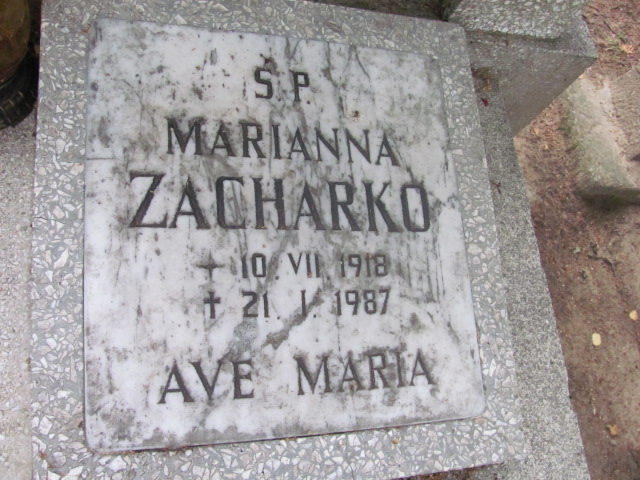 Ś.P.
MARIANNA
ZACHARKO
+ 10 VII 1918
✝ 21 . I . 1987
AVE MARIA